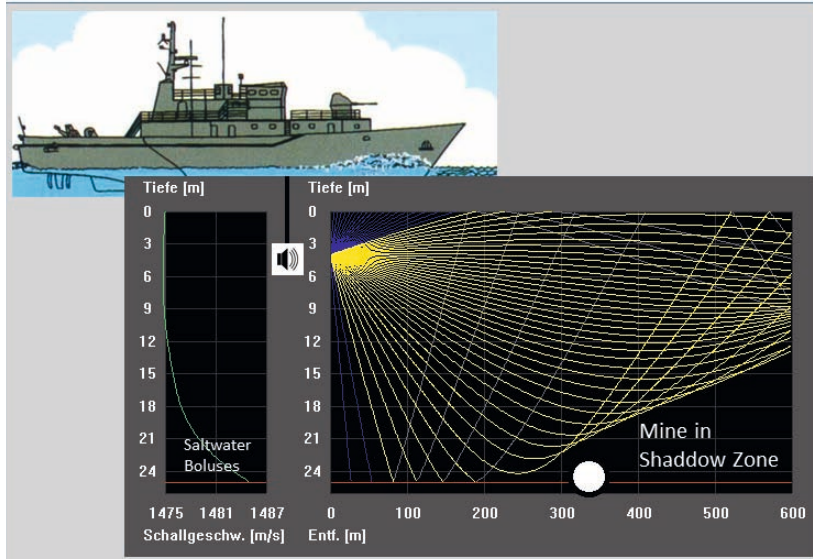 Tiefe [m]
0
3
6
9
12
15
18
21
24
Saltwater
Boluses
1475 1481 1487
Schallgeschw. [m/s]
Tiefe [m]
0
3
6
9
12
15
18
21
24
Mine in
Shaddow Zone
0 100 200 300 400 500 600
Entf. [m]